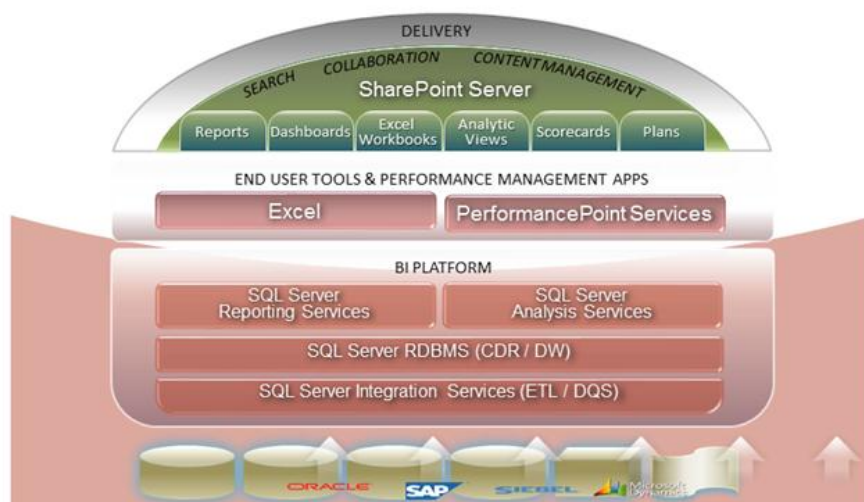 DELIVERY
SEARCH COLLABORATION CONTENT MANAGEMENT
SharePoint Server
Reports Dashboards Excel Workbooks Analytic Views Scorecards Plans
END USER TOOLS & PERFORMANCE MANAGEMENT APPS
Excel PerformancePoint Services
BI PLATFORM
SQL Server Reporting Services
SQL Server Analysis Services
SQL Server RDBMS (CDR / DW)
SQL Server Integration Services (ETL / DQS)
ORACLE SAP SIEBEL Microsoft Dynamics